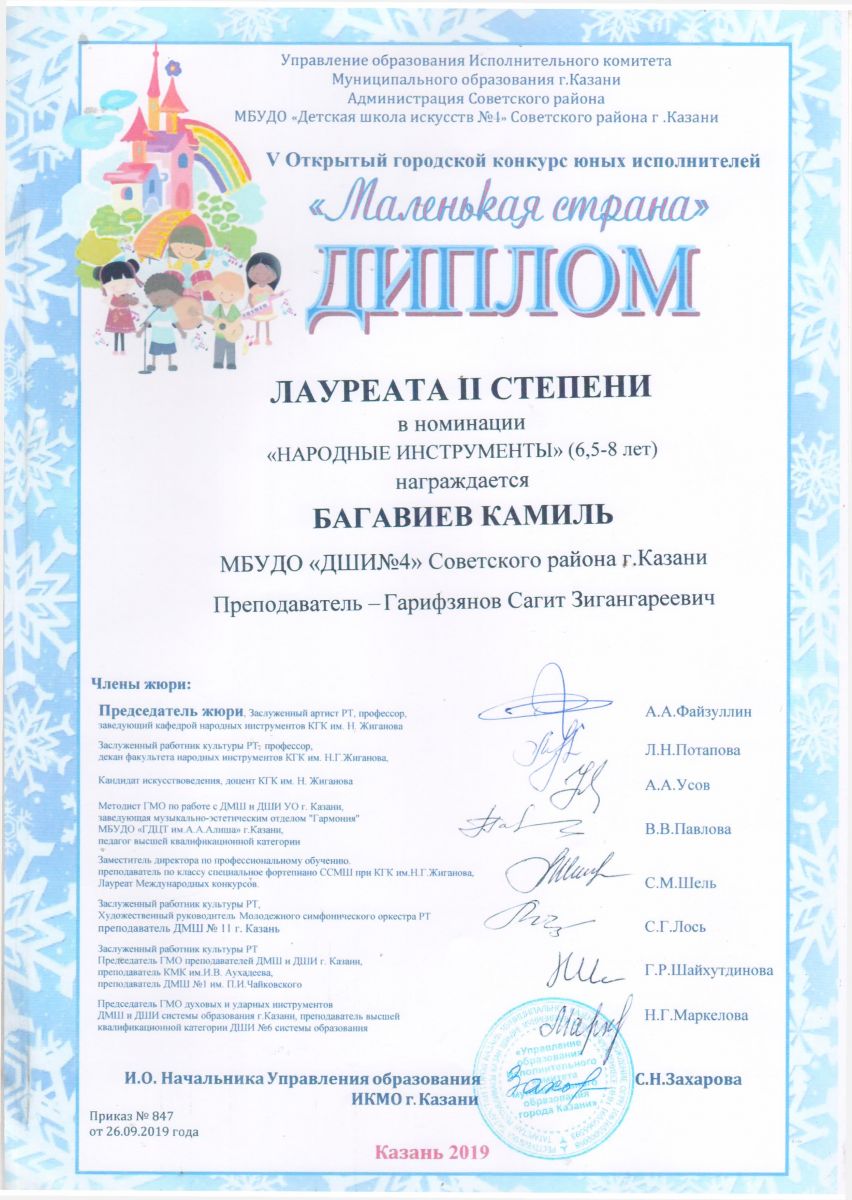 Управление образования Исполнительного комитета
Муниципального образования г.Казани
Администрация Советского района
МБУДО «Детская школа искусств №4» Советского района г .Казани
V Открытый городской конкурс юных исполнителей
«Маленькая страна»
ДИПЛОМ
ЛАУРЕАТА II СТЕПЕНИ
в номинации
«НАРОДНЫЕ ИНСТРУМЕНТЫ» (6,5-8 лет)
награждается
БАГАВИЕВ КАМИЛЬ
МБУДО «ДШИ№4» Советского района г.Казани
Преподаватель – Гарифзянов Сагит Зигангареевич
Члены жюри:
Председатель жюри, Заслуженный артист РТ, профессор,
заведующий кафедрой народных инструментов КГК им. Н. Жиганова
А.А.Файзуллин
Заслуженный работник культуры РТ, профессор,
декан факультета народных инструментов КГК им. Н.Г.Жиганова,
Л.Н.Потапова
Кандидат искусствоведения, доцент КГК им. Н. Жиганова
А.А.Усов
Методист ГМО по работе с ДМШ и ДШИ УО г. Казани,
заведующая музыкально-эстетическим отделом "Гармония"
МБУДО «ГДЦТ им.А.А.Алиша» г.Казани,
педагог высшей квалификационной категории
В.В.Павлова
Заместитель директора по профессиональному обучению.
преподаватель по классу специальное фортепиано ССМШ при КГК им.Н.Г.Жиганова,
Лауреат Международных конкурсов.
С.М.Шель
Заслуженный работник культуры РТ,
Художественный руководитель Молодежного симфонического оркестра РТ
преподаватель ДМШ № 11 г. Казань
С.Г.Лось
Заслуженный работник культуры РТ
Председатель ГМО преподавателей ДМШ и ДШИ г. Казани,
преподаватель КМК им.И.В. Аухадеева,
преподаватель ДМШ №1 им. П.И.Чайковского
Г.Р.Шайхутдинова
Председатель ГМО духовых и ударных инструментов
ДМШ и ДШИ системы образования г.Казани, преподаватель высшей
квалификационной категории ДШИ №6 системы образования
Н.Г.Маркелова
«Управление
образования
Исполнительного
комитета
образования
города Казани»
И.О. Начальника Управления образования
ИКМО г.Казани
С.Н.Захарова
Приказ № 847
от 26.09.2019 года
Казань 2019